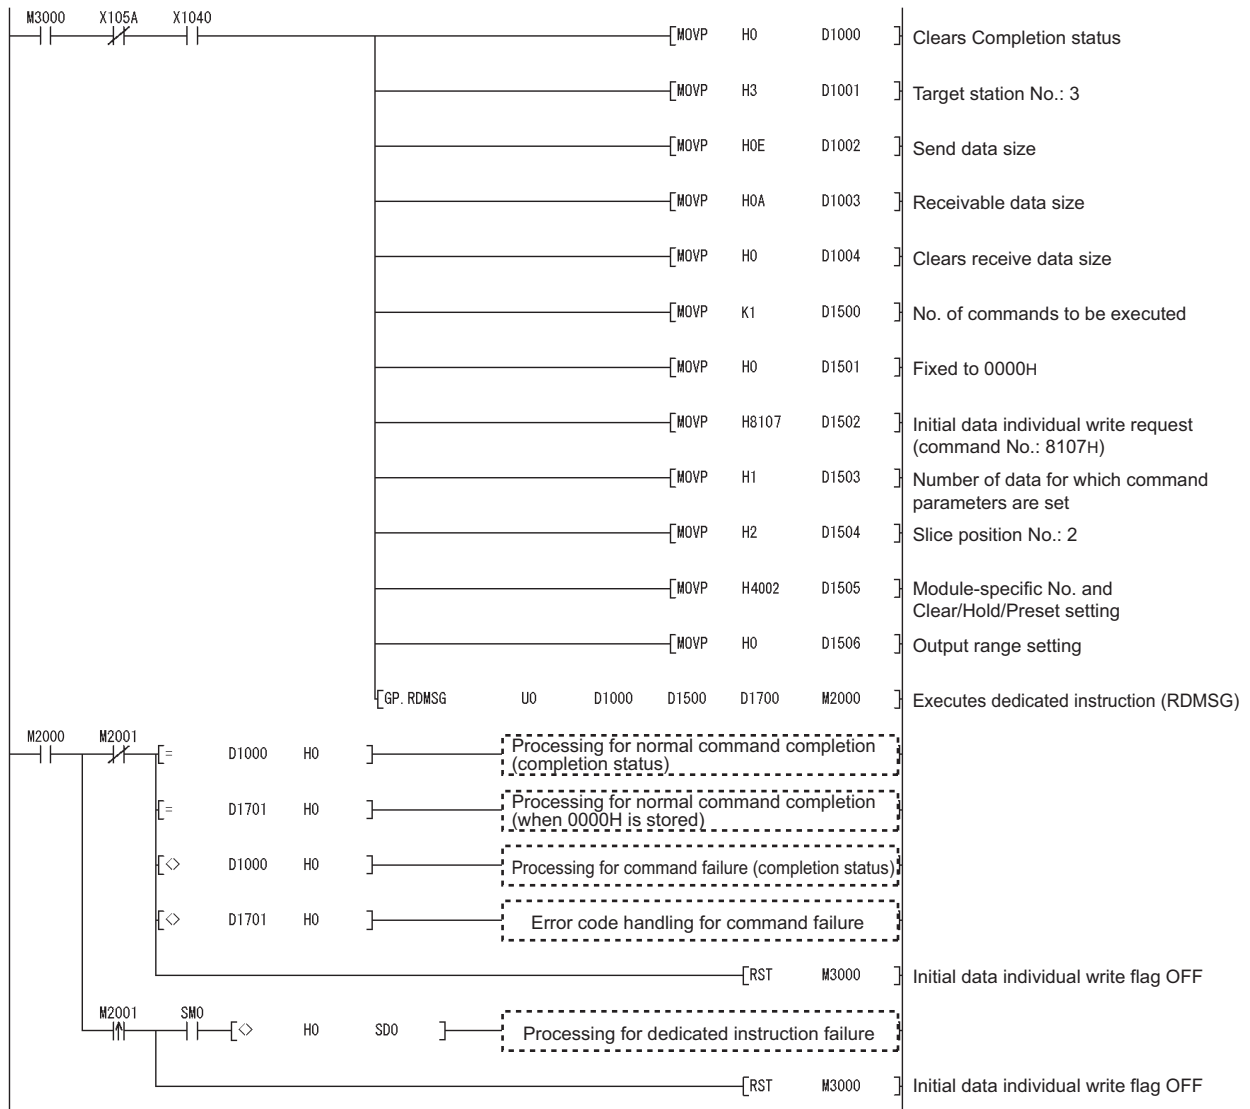 M3000 X105A X1040
MOVP H0 D1000 Clears Completion status
MOVP H3 D1001 Target station No.: 3
MOVP H0E D1002 Send data size
MOVP H0A D1003 Receivable data size
MOVP H0 D1004 Clears receive data size
MOVP K1 D1500 No. of commands to be executed
MOVP H0 D1501 Fixed to 0000H
MOVP H8107 D1502 Initial data individual write request
(command No.: 8107H)
MOVP H1 D1503 Number of data for which command
parameters are set
MOVP H2 D1504 Slice position No.: 2
MOVP H4002 D1505 Module-specific No. and
Clear/Hold/Preset setting
MOVP H0 D1506 Output range setting
GP.RDMSG U0 D1000 D1500 D1700 M2000 Executes dedicated instruction (RDMSG)
M2000 M2001
= D1000 H0 Processing for normal command completion
(completion status)
= D1701 H0 Processing for normal command completion
(when 0000H is stored)
<> D1000 H0 Processing for command failure (completion status)
<> D1701 H0 Error code handling for command failure
RST M3000 Initial data individual write flag OFF
M2001 SM0
<> H0 SD0 Processing for dedicated instruction failure
RST M3000 Initial data individual write flag OFF